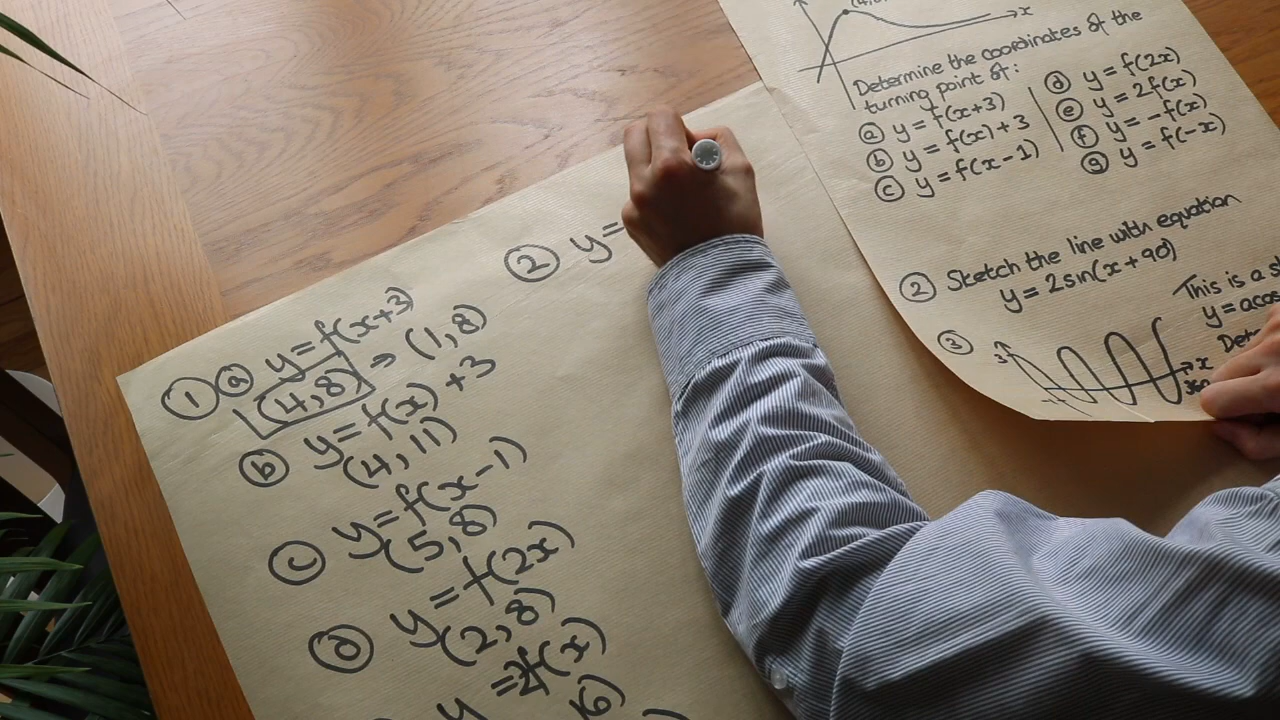 ① ⓐ y=f(x+3)
(4,8) → (1,8)
ⓑ y=f(x)+3
(4,11)
ⓒ y=f(x-1)
(5,8)
ⓓ y=f(2x)
(2,8)
y=2f(x)
② y=
x
Determine the coordinates of the
turning point of:
ⓐ y=f(x+3)
ⓑ y=f(x)+3
ⓒ y=f(x-1)
ⓓ y=f(2x)
ⓔ y=2f(x)
ⓕ y=-f(x)
ⓖ y=f(-x)
② Sketch the line with equation
y=2sin(x+90)
③ 3
x
This is a